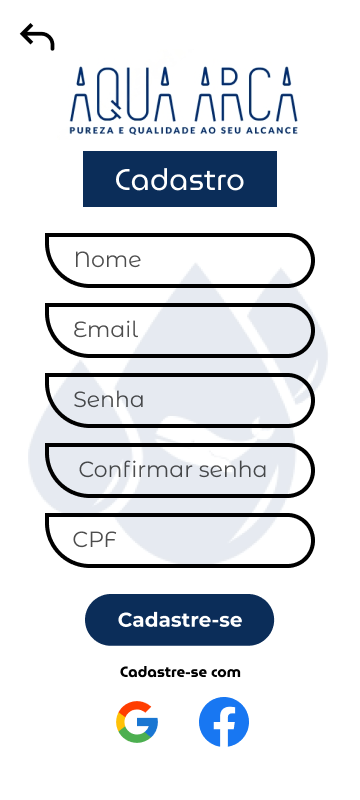 AQUA ARCA
PUREZA E QUALIDADE AO SEU ALCANCE
Cadastro
Nome
Email
Senha
Confirmar senha
CPF
Cadastre-se
Cadastre-se com